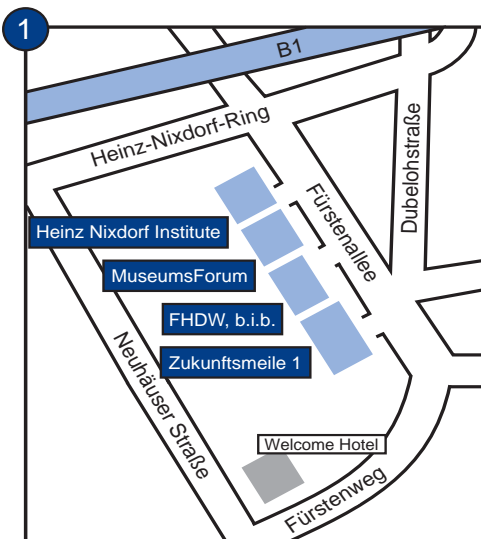 1
B1
Heinz-Nixdorf-Ring
Dubelohstraße
Fürstenallee
Heinz Nixdorf Institute
MuseumsForum
FHDW, b.i.b.
Zukunftsmeile 1
Neuhäuser Straße
Welcome Hotel
Fürstenweg